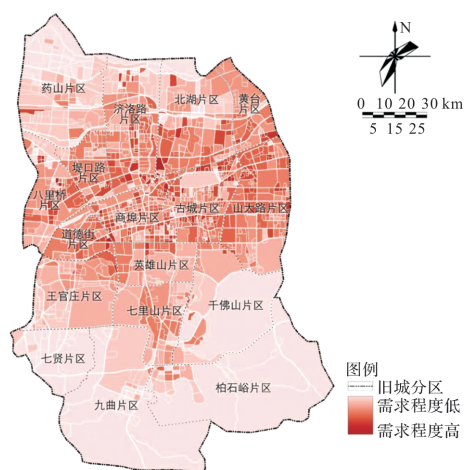 N
0 10 20 30 km
5 15 25
药山片区
济洛路
片区
北湖片区
黄台
片区
堤口路
片区
八里桥
片区
道德街
片区
商埠片区
古城片区
山大路片区
英雄山片区
王官庄片区
七里山片区
千佛山片区
七贤片区
柏石峪片区
九曲片区
图例
旧城分区
需求程度低
需求程度高